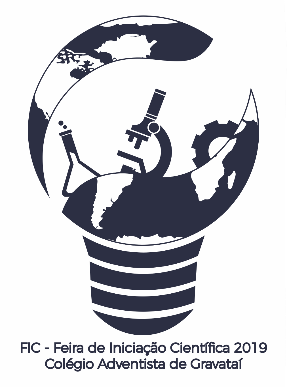 FIC - Feira de Iniciação Científica 2019
Colégio Adventista de Gravataí